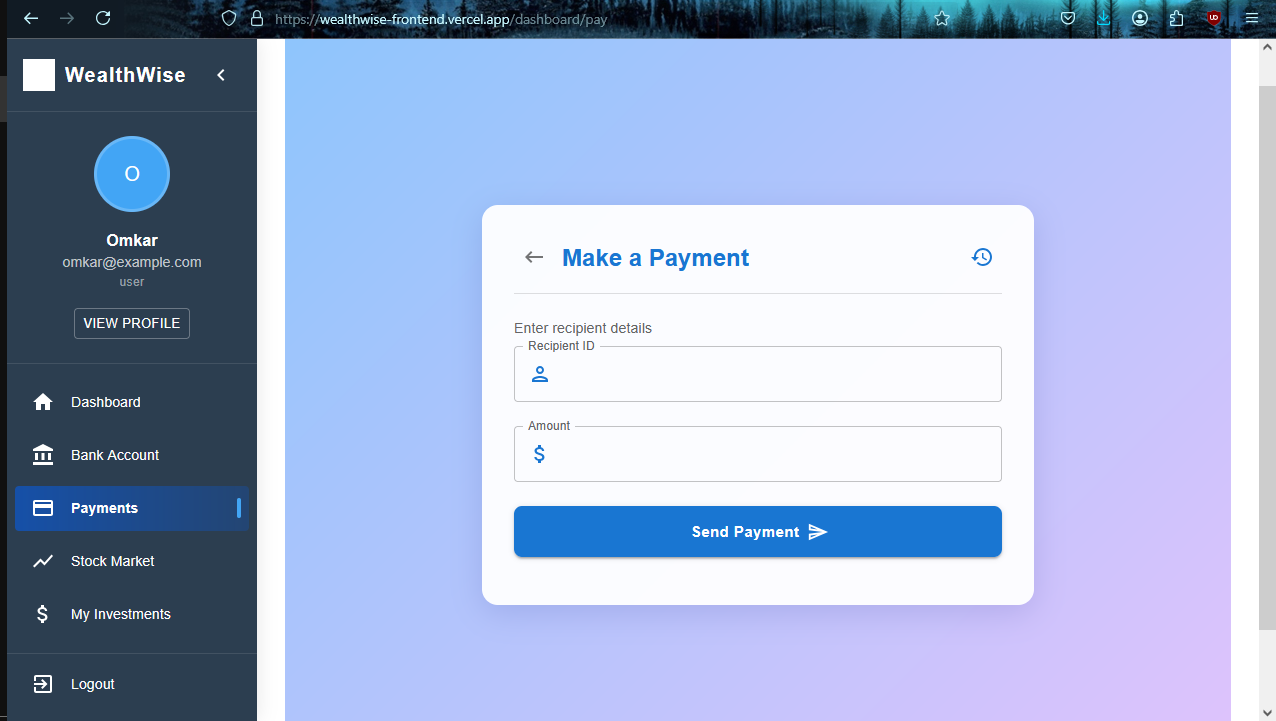 https://wealthwise-frontend.vercel.app/dashboard/pay
WealthWise
O
Omkar
omkar@example.com
user
VIEW PROFILE
Dashboard
Bank Account
Payments
Stock Market
My Investments
Logout
Make a Payment
Enter recipient details
Recipient ID
Amount
$
Send Payment